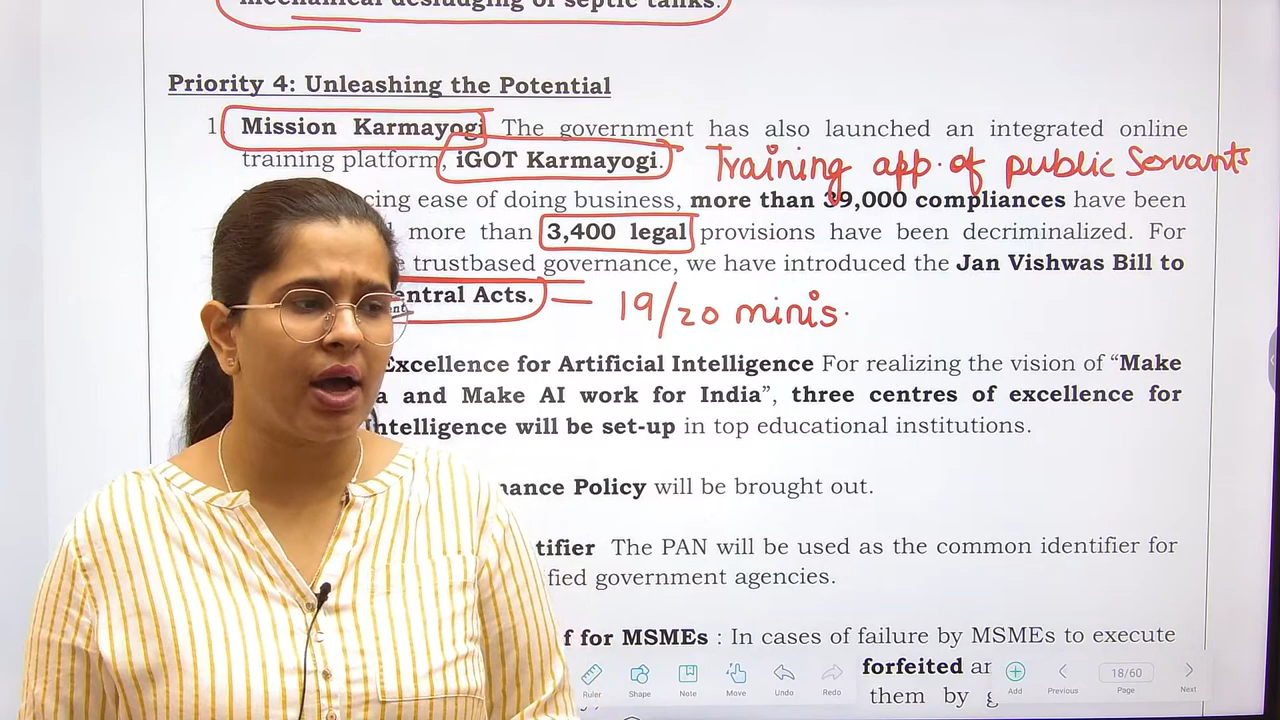 mechanical desludging of septic tanks.
Priority 4: Unleashing the Potential
1 Mission Karmayogi The government has also launched an integrated online
training platform, iGOT Karmayogi. Training app. of public Servants
cing ease of doing business, more than 39,000 compliances have been
more than 3,400 legal provisions have been decriminalized. For
trustbased governance, we have introduced the Jan Vishwas Bill to
entral Acts. — 19/20 minis.
Excellence for Artificial Intelligence For realizing the vision of “Make
a and Make AI work for India”, three centres of excellence for
Intelligence will be set-up in top educational institutions.
nance Policy will be brought out.
tifier The PAN will be used as the common identifier for
fied government agencies.
f for MSMEs : In cases of failure by MSMEs to execute
forfeited
them by g
Ruler Shape Note Move Undo Redo Add Previous 18/60 Page Next